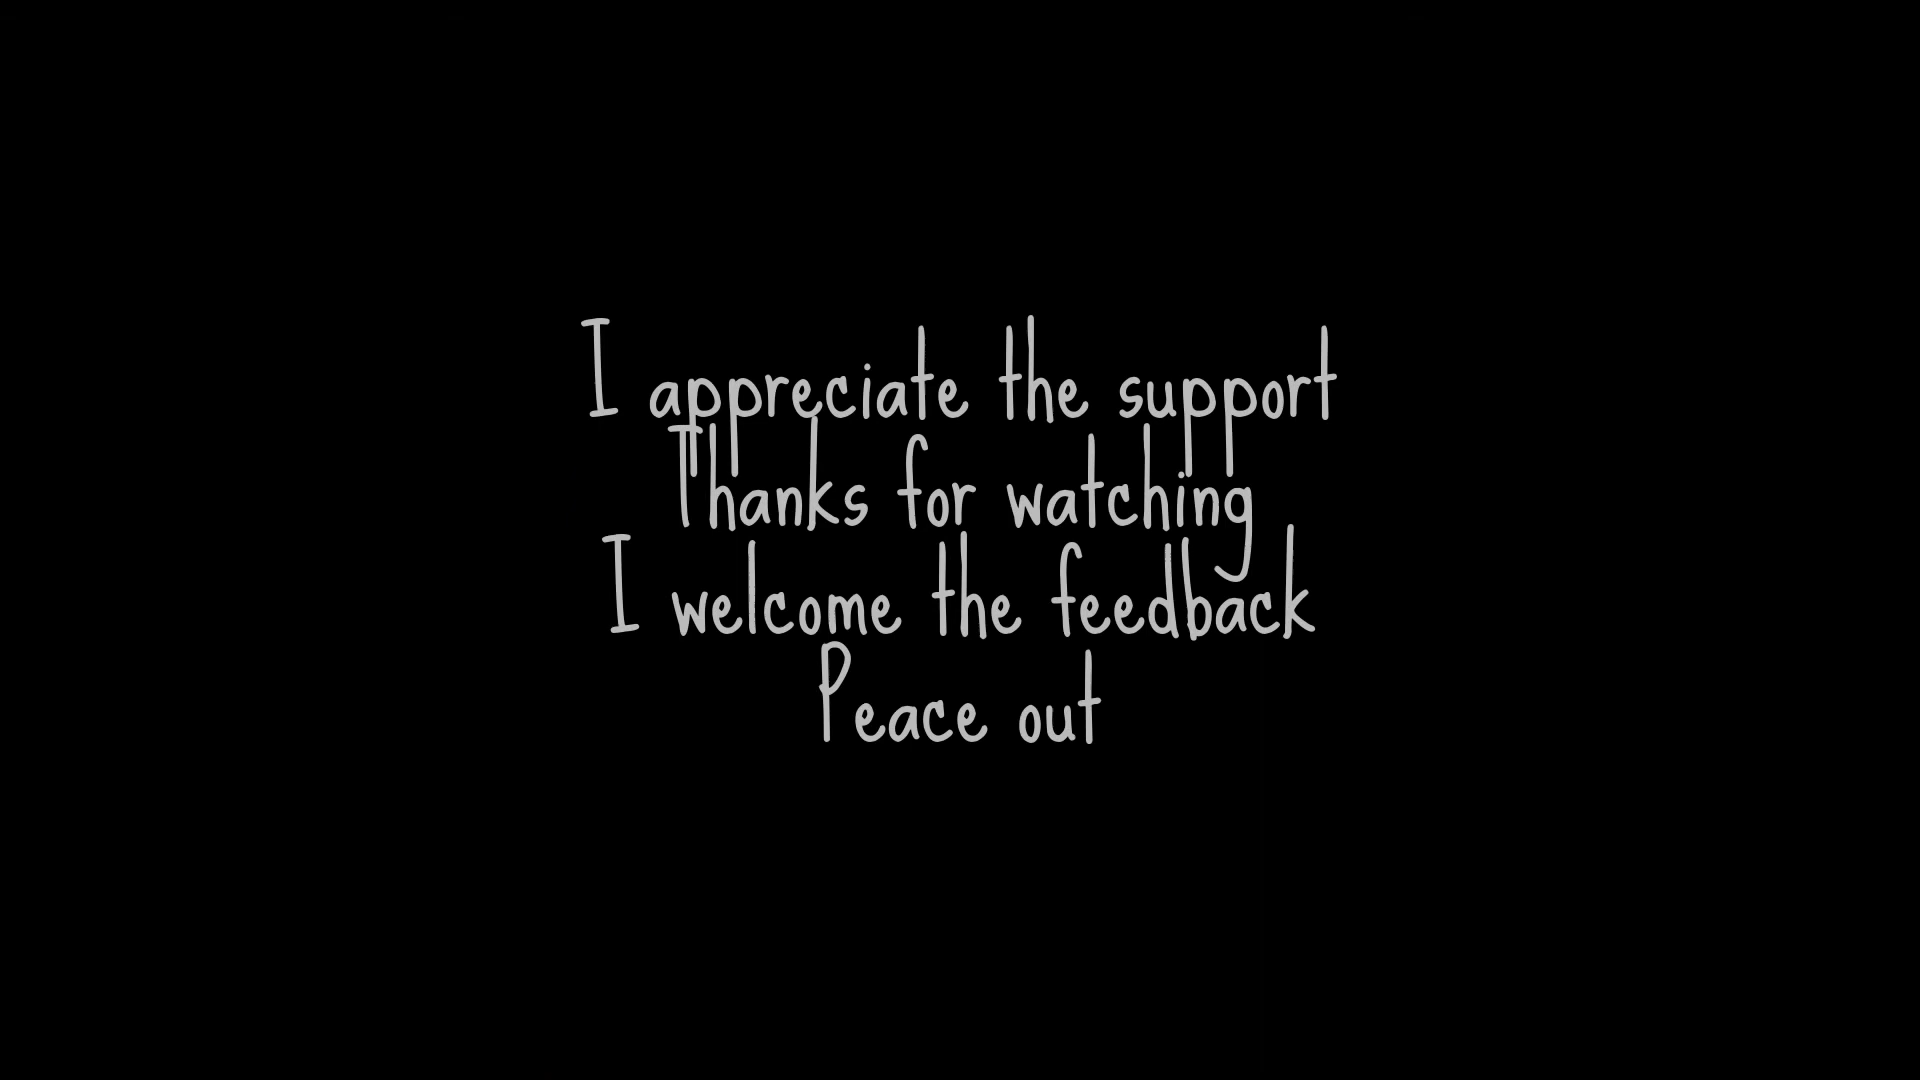 I appreciate the support
Thanks for watching
I welcome the feedback
Peace out